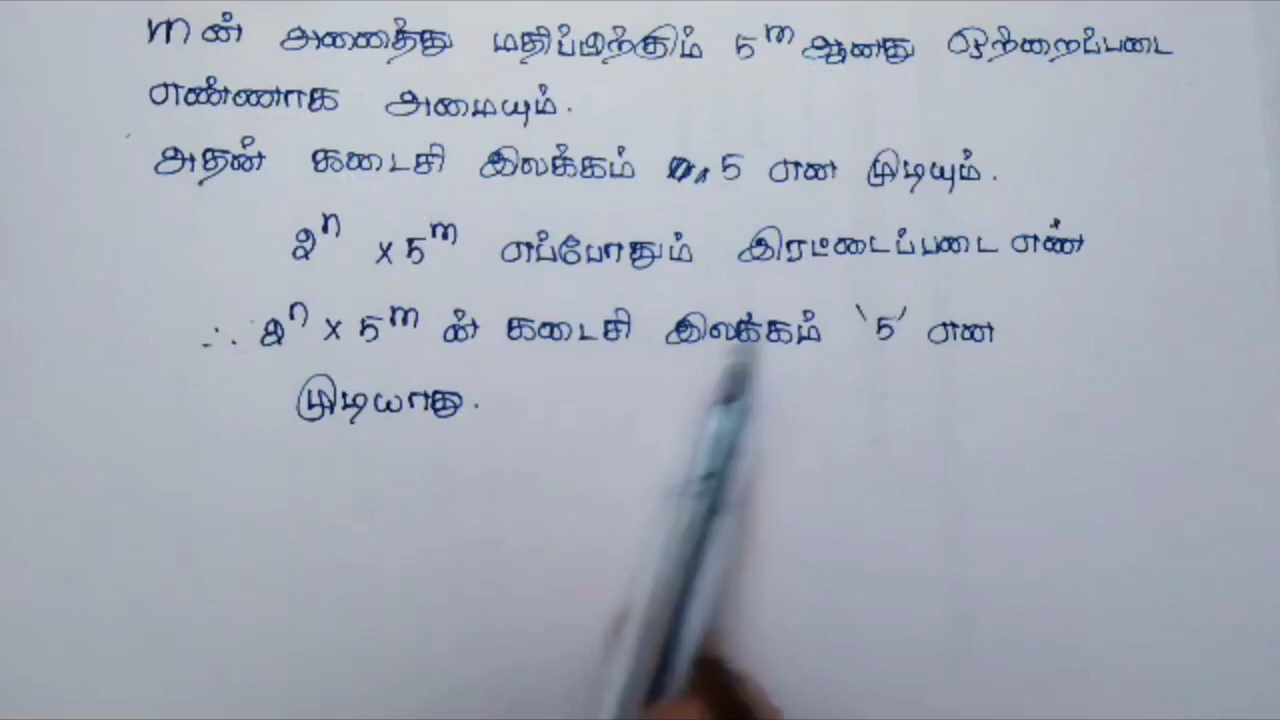 m ன் அனைத்து மதிப்பிற்கும் 5^m ஆனது ஒற்றைப்படை
எண்ணாக அமையும்.
அதன் கடைசி இலக்கம் 5 என முடியும்.
2^n × 5^m எப்போதும் இரட்டைப்படை எண்
∴ 2^n × 5^m ன் கடைசி இலக்கம் '5' என
முடியாது.